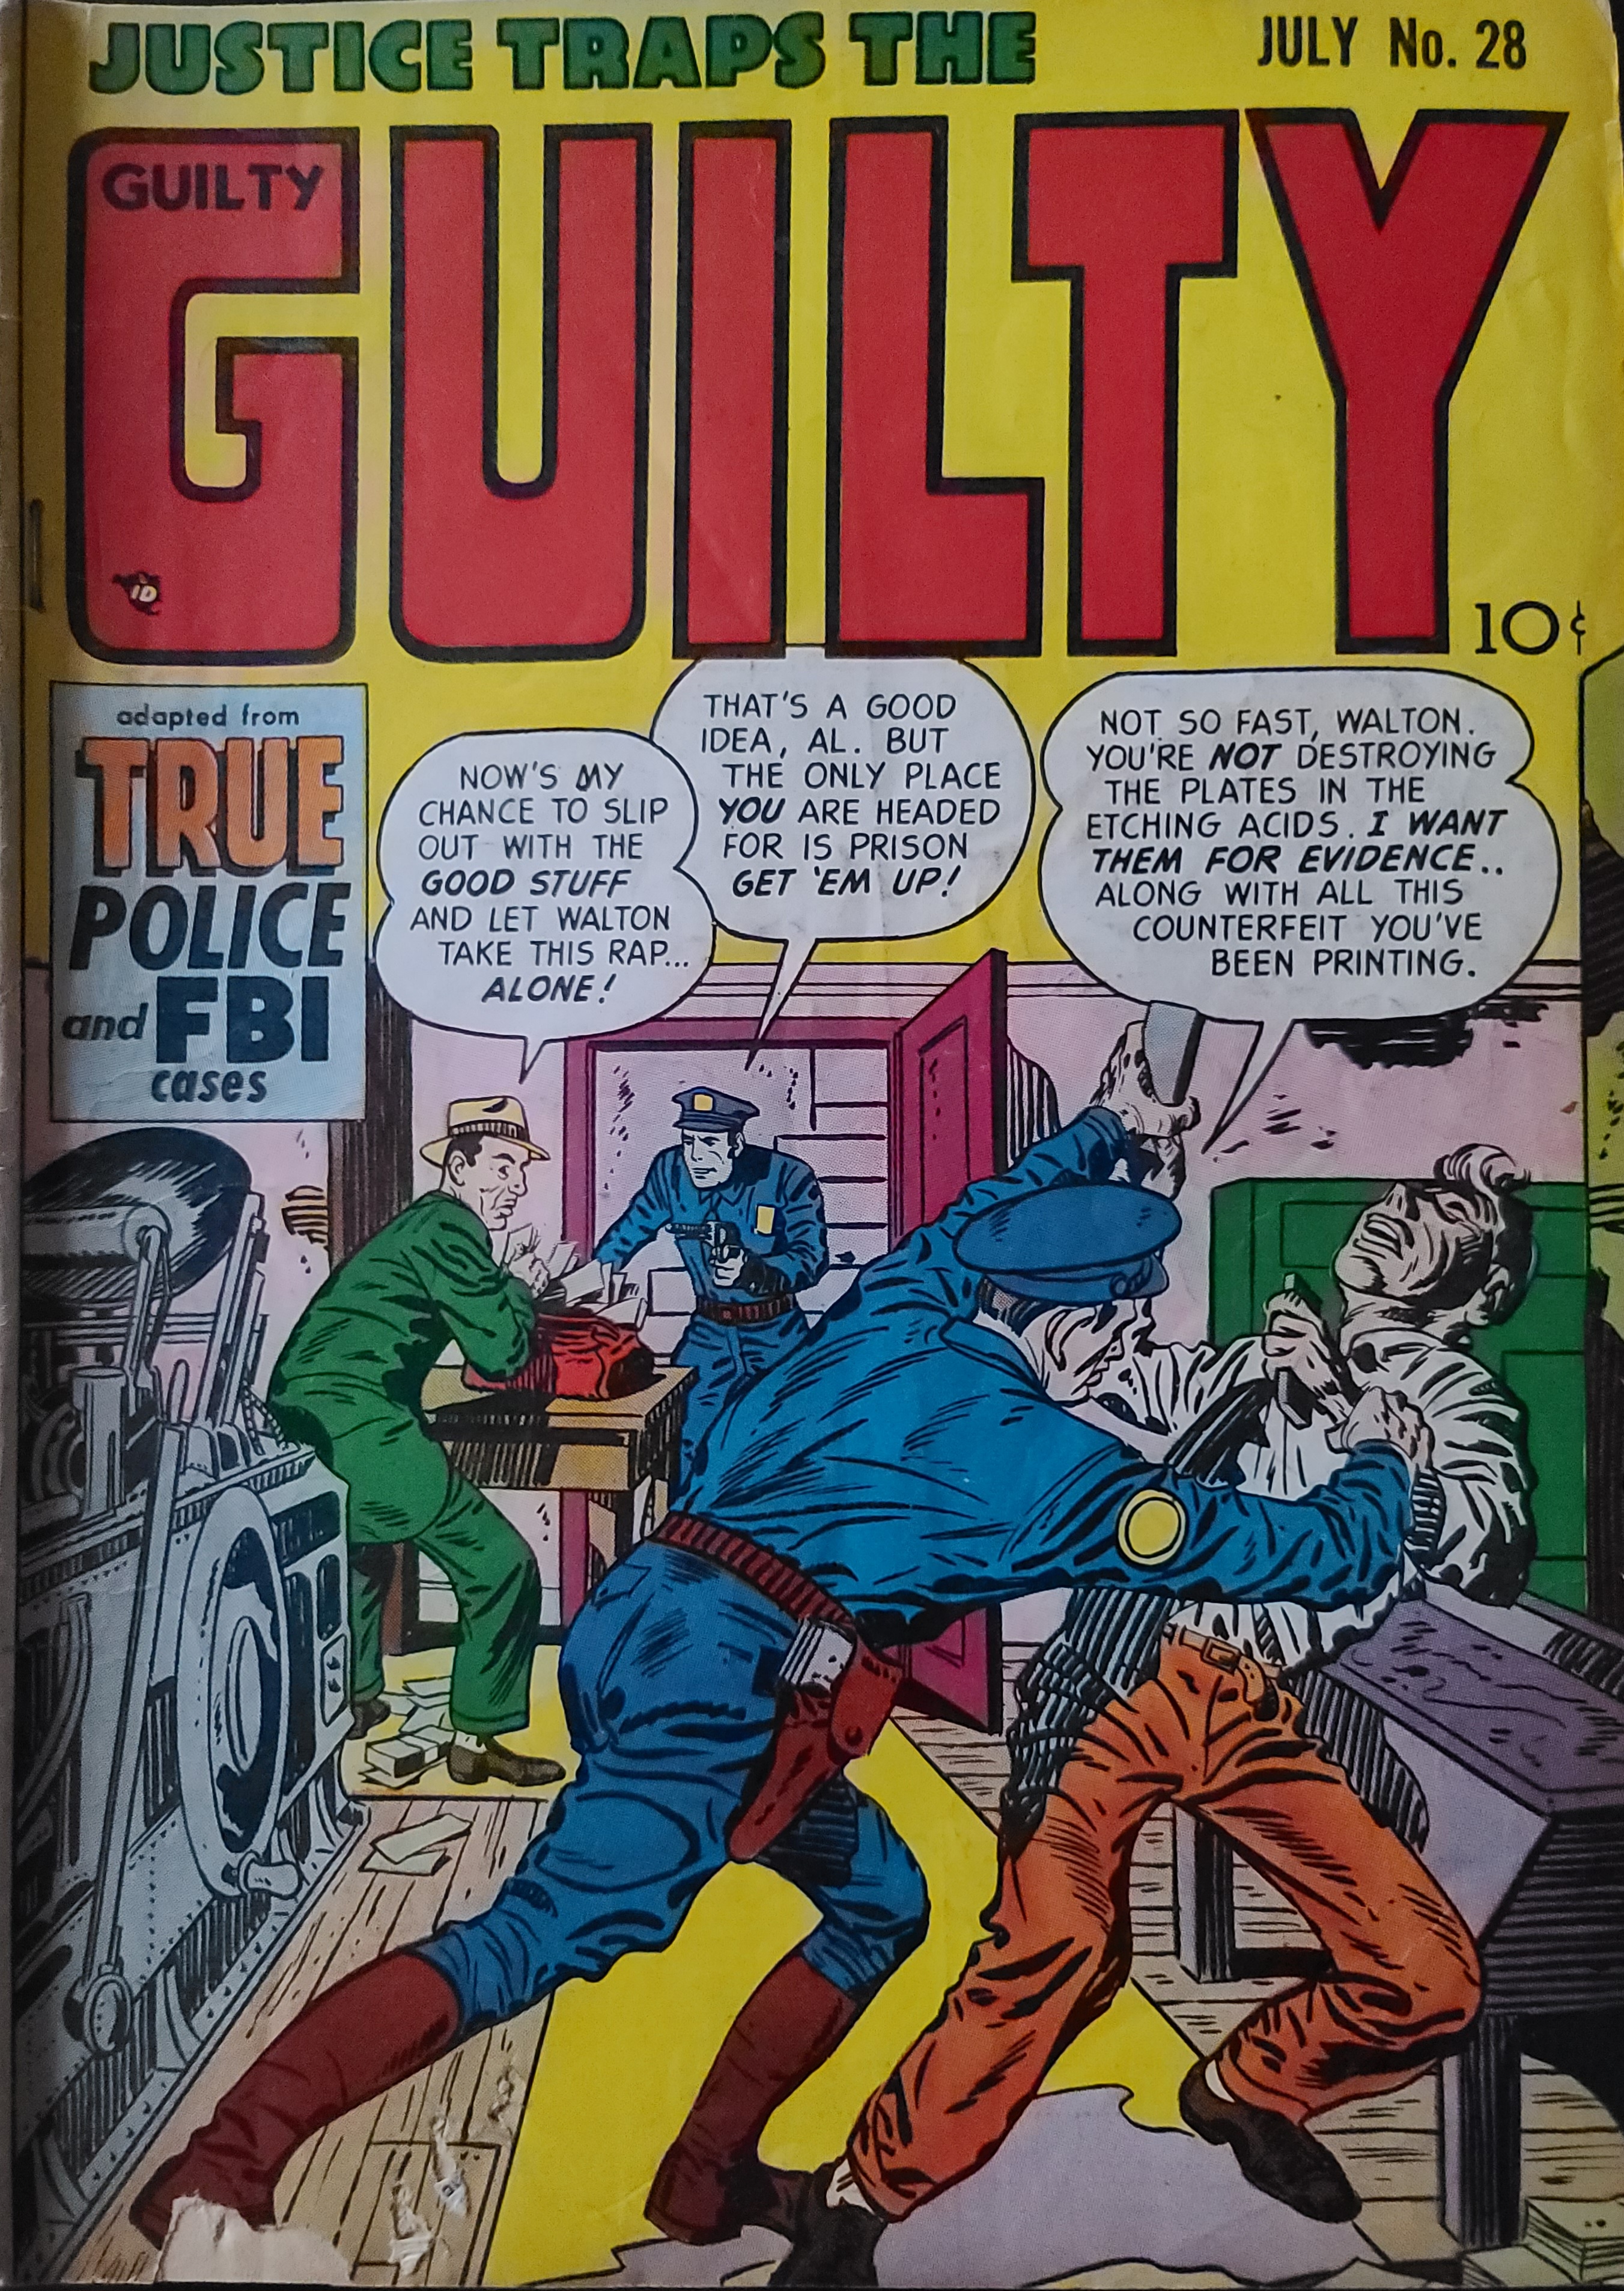 JUSTICE TRAPS THE
JULY No. 28
GUILTY
GUILTY
ID
10¢
adapted from
TRUE
POLICE
and FBI
cases
NOW'S MY
CHANCE TO SLIP
OUT WITH THE
GOOD STUFF
AND LET WALTON
TAKE THIS RAP...
ALONE!
THAT'S A GOOD
IDEA, AL. BUT
THE ONLY PLACE
YOU ARE HEADED
FOR IS PRISON
GET 'EM UP!
NOT SO FAST, WALTON.
YOU'RE NOT DESTROYING
THE PLATES IN THE
ETCHING ACIDS. I WANT
THEM FOR EVIDENCE..
ALONG WITH ALL THIS
COUNTERFEIT YOU'VE
BEEN PRINTING.